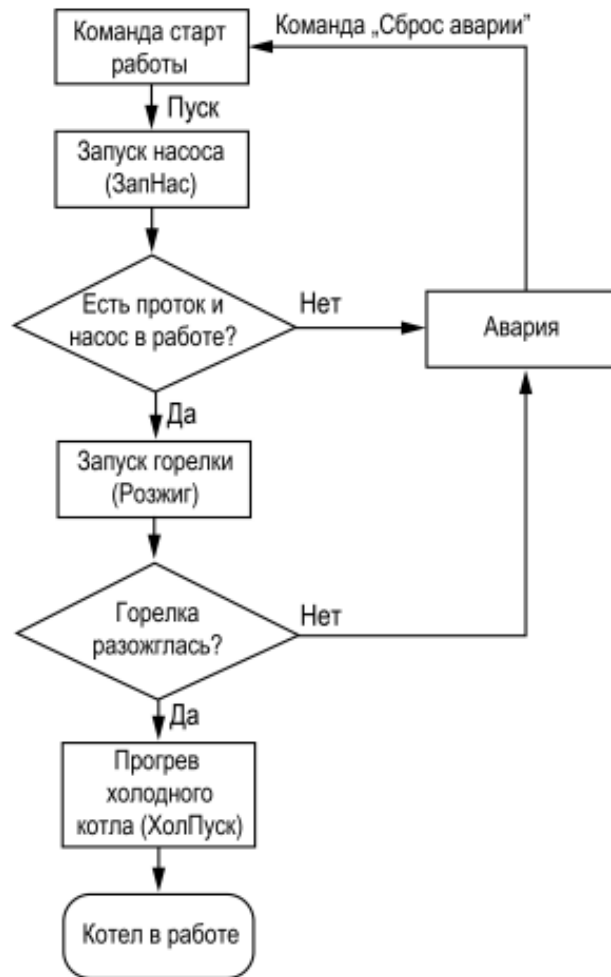 Команда старт
работы
Команда „Сброс аварии”
Пуск
Запуск насоса
(ЗапНас)
Есть проток и
насос в работе?
Нет
Авария
Да
Запуск горелки
(Розжиг)
Горелка
разожглась?
Нет
Да
Прогрев
холодного
котла (ХолПуск)
Котел в работе